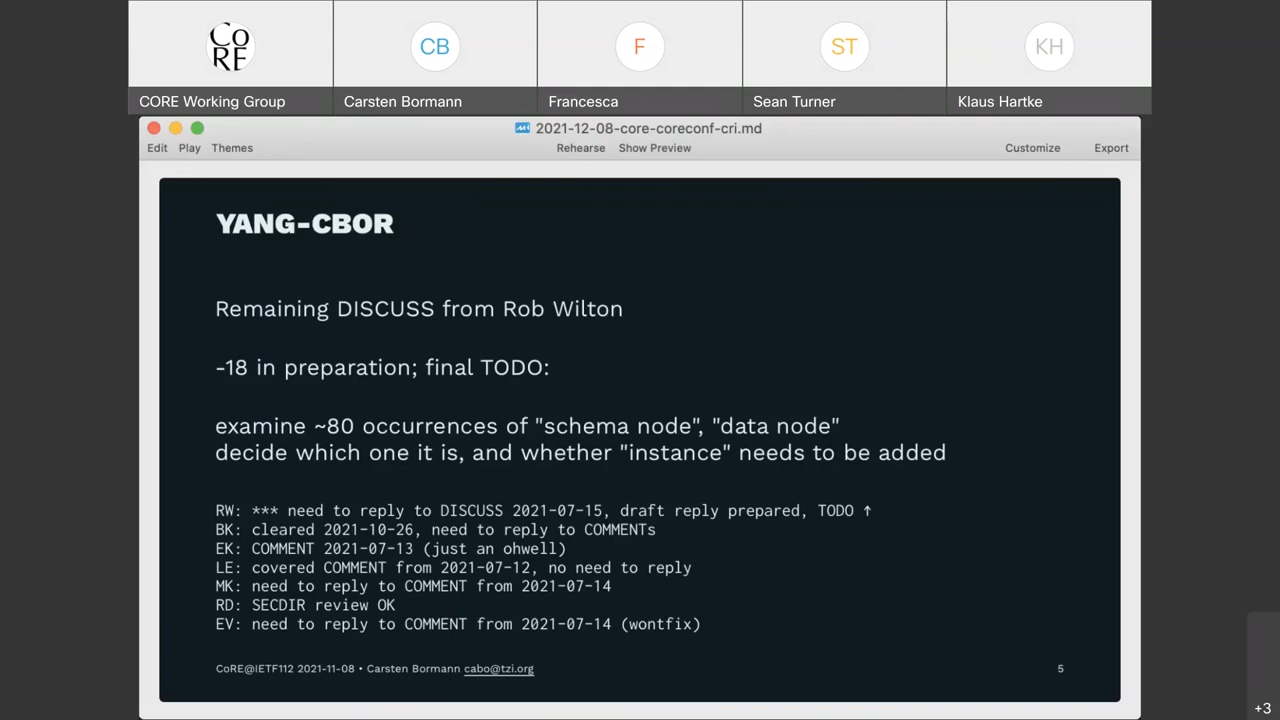 CO
RE
CB
F
ST
KH
CORE Working Group
Carsten Bormann
Francesca
Sean Turner
Klaus Hartke
2021-12-08-core-coreconf-cri.md
Edit Play Themes Rehearse Show Preview Customize Export
YANG-CBOR
Remaining DISCUSS from Rob Wilton
-18 in preparation; final TODO:
examine ~80 occurrences of "schema node", "data node"
decide which one it is, and whether "instance" needs to be added
RW: *** need to reply to DISCUSS 2021-07-15, draft reply prepared, TODO ↑
BK: cleared 2021-10-26, need to reply to COMMENTs
EK: COMMENT 2021-07-13 (just an ohwell)
LE: covered COMMENT from 2021-07-12, no need to reply
MK: need to reply to COMMENT from 2021-07-14
RD: SECDIR review OK
EV: need to reply to COMMENT from 2021-07-14 (wontfix)
CoRE@IETF112 2021-11-08 • Carsten Bormann cabo@tzi.org
5
+3